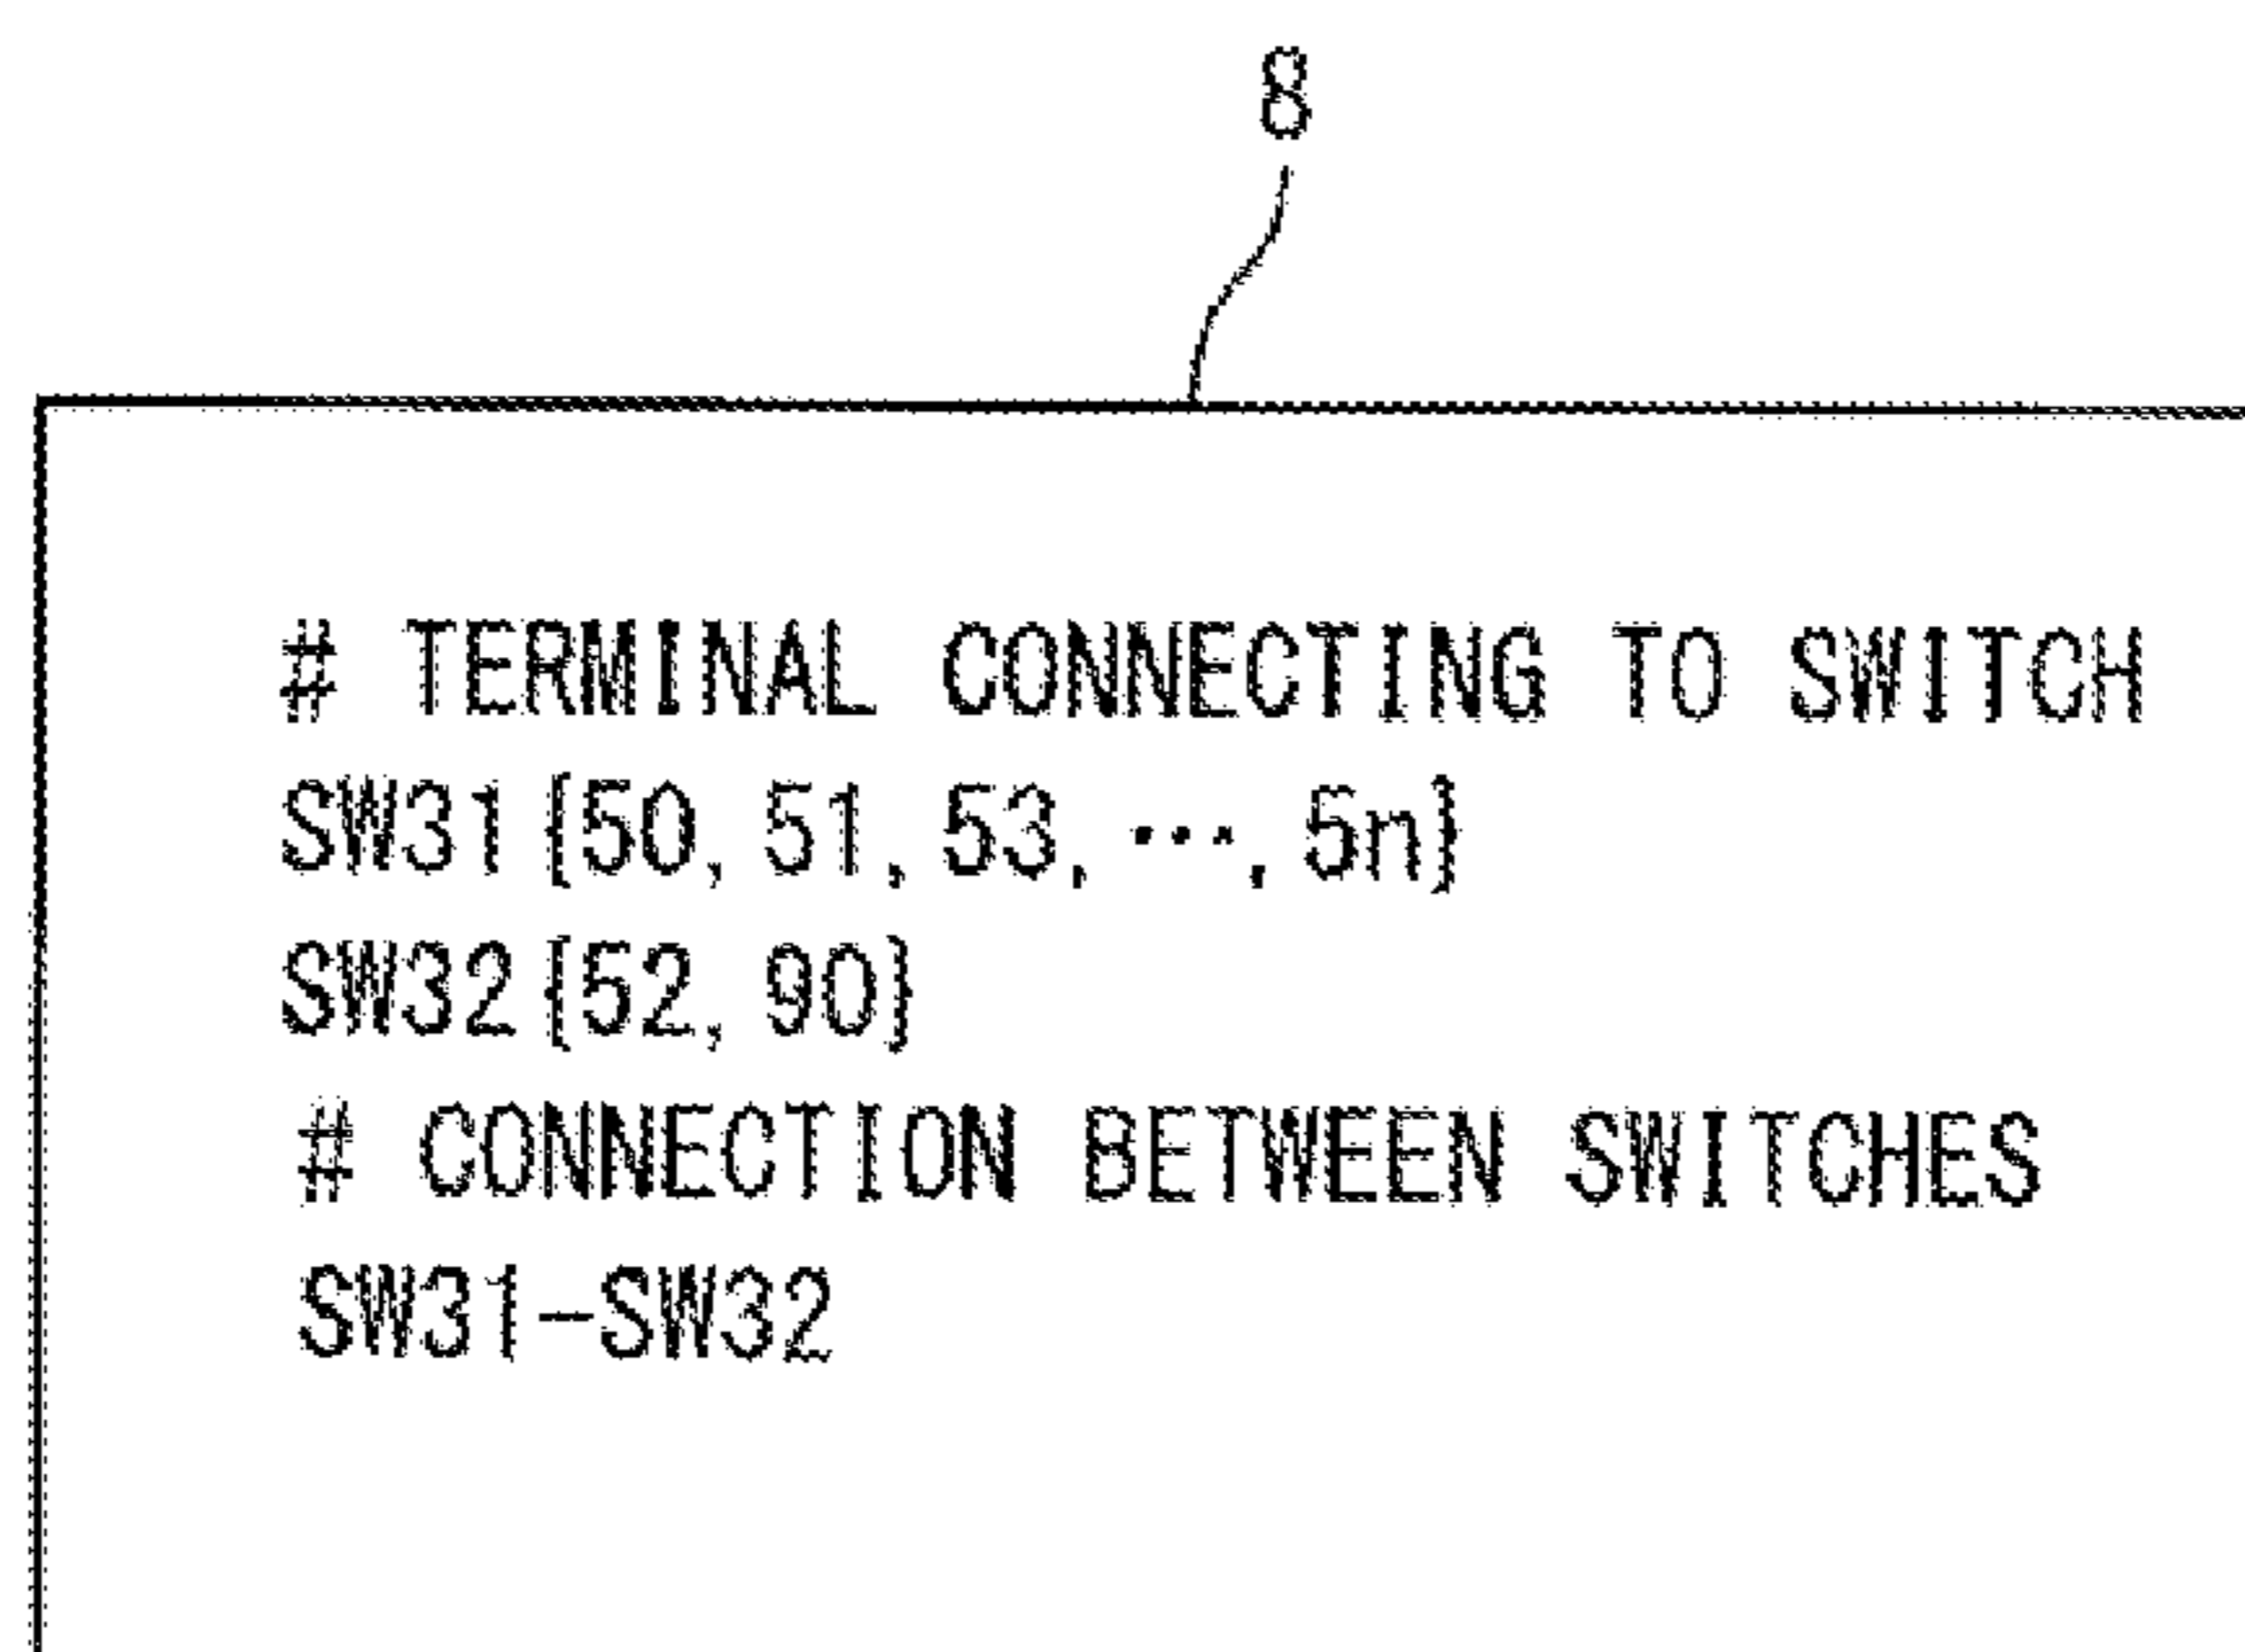 8
# TERMINAL CONNECTING TO SWITCH
SW31{50,51,53,…,5n}
SW32{52,90}
# CONNECTION BETWEEN SWITCHES
SW31-SW32